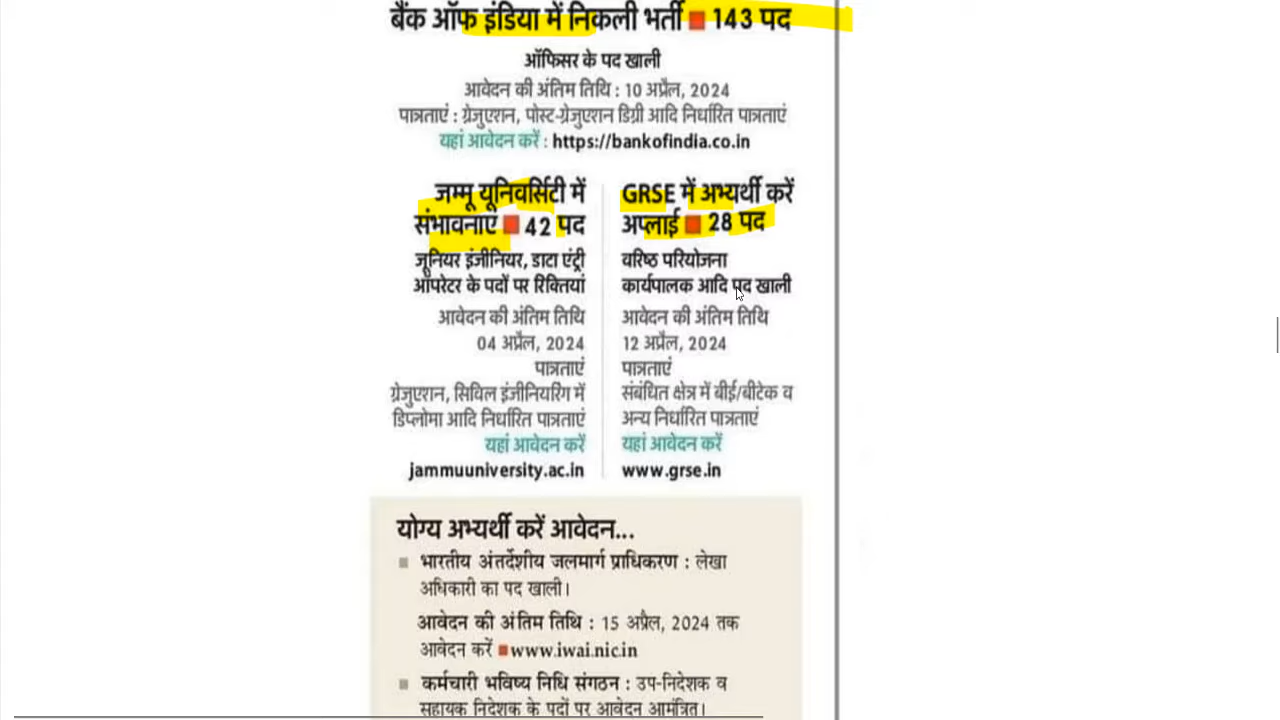 बैंक ऑफ इंडिया में निकली भर्ती ■ 143 पद
ऑफिसर के पद खाली
आवेदन की अंतिम तिथि : 10 अप्रैल, 2024
पात्रताएं : ग्रेजुएशन, पोस्ट-ग्रेजुएशन डिग्री आदि निर्धारित पात्रताएं
यहां आवेदन करें : https://bankofindia.co.in
जम्मू यूनिवर्सिटी में
संभावनाएं ■ 42 पद
जूनियर इंजीनियर, डाटा एंट्री
ऑपरेटर के पदों पर रिक्तियां
आवेदन की अंतिम तिथि
04 अप्रैल, 2024
पात्रताएं
ग्रेजुएशन, सिविल इंजीनियरिंग में
डिप्लोमा आदि निर्धारित पात्रताएं
यहां आवेदन करें
jammuuniversity.ac.in
GRSE में अभ्यर्थी करें
अप्लाई ■ 28 पद
वरिष्ठ परियोजना
कार्यपालक आदि पद खाली
आवेदन की अंतिम तिथि
12 अप्रैल, 2024
पात्रताएं
संबंधित क्षेत्र में बीई/बीटेक व
अन्य निर्धारित पात्रताएं
यहां आवेदन करें
www.grse.in
योग्य अभ्यर्थी करें आवेदन...
■ भारतीय अंतर्देशीय जलमार्ग प्राधिकरण : लेखा
अधिकारी का पद खाली।
आवेदन की अंतिम तिथि : 15 अप्रैल, 2024 तक
आवेदन करें ■www.iwai.nic.in
■ कर्मचारी भविष्य निधि संगठन : उप-निदेशक व
सहायक निदेशक के पदों पर आवेदन आमंत्रित।